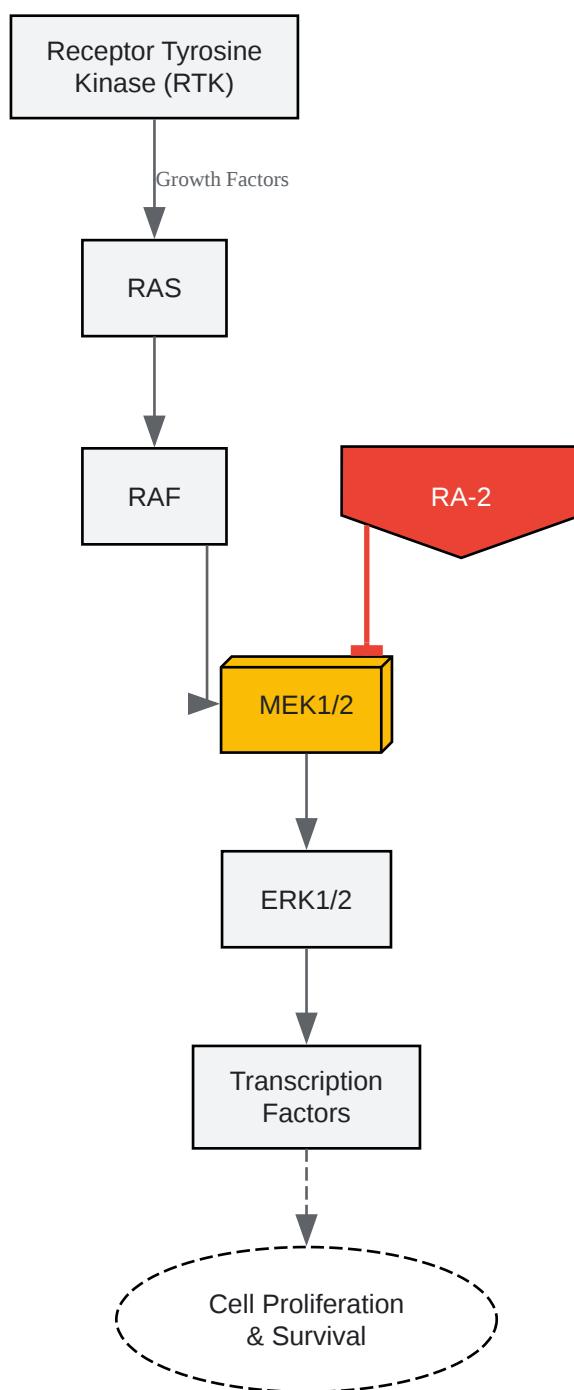 Receptor Tyrosine
Kinase (RTK)
Growth Factors
RAS
RAF
RA-2
MEK1/2
ERK1/2
Transcription
Factors
Cell Proliferation
& Survival